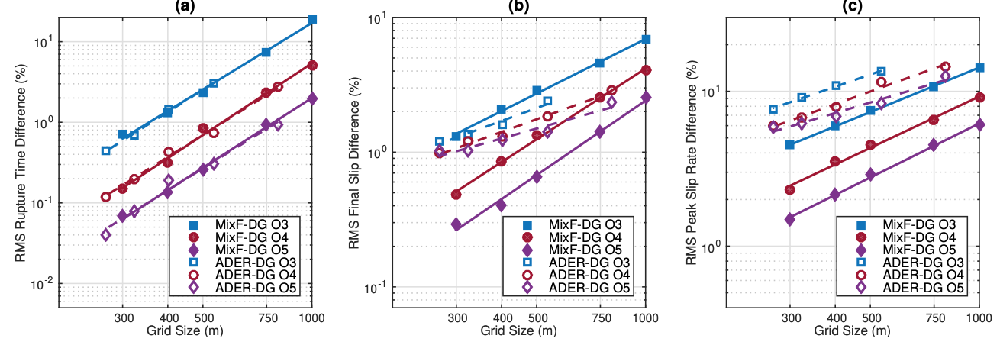 (a)
RMS Rupture Time Difference (%)
10^1
10^0
10^-1
10^-2
300 400 500 750 1000
Grid Size (m)
MixF-DG O3
MixF-DG O4
MixF-DG O5
ADER-DG O3
ADER-DG O4
ADER-DG O5
(b)
RMS Final Slip Difference (%)
10^1
10^0
10^-1
300 400 500 750 1000
Grid Size (m)
MixF-DG O3
MixF-DG O4
MixF-DG O5
ADER-DG O3
ADER-DG O4
ADER-DG O5
(c)
RMS Peak Slip Rate Difference (%)
10^1
10^0
300 400 500 750 1000
Grid Size (m)
MixF-DG O3
MixF-DG O4
MixF-DG O5
ADER-DG O3
ADER-DG O4
ADER-DG O5